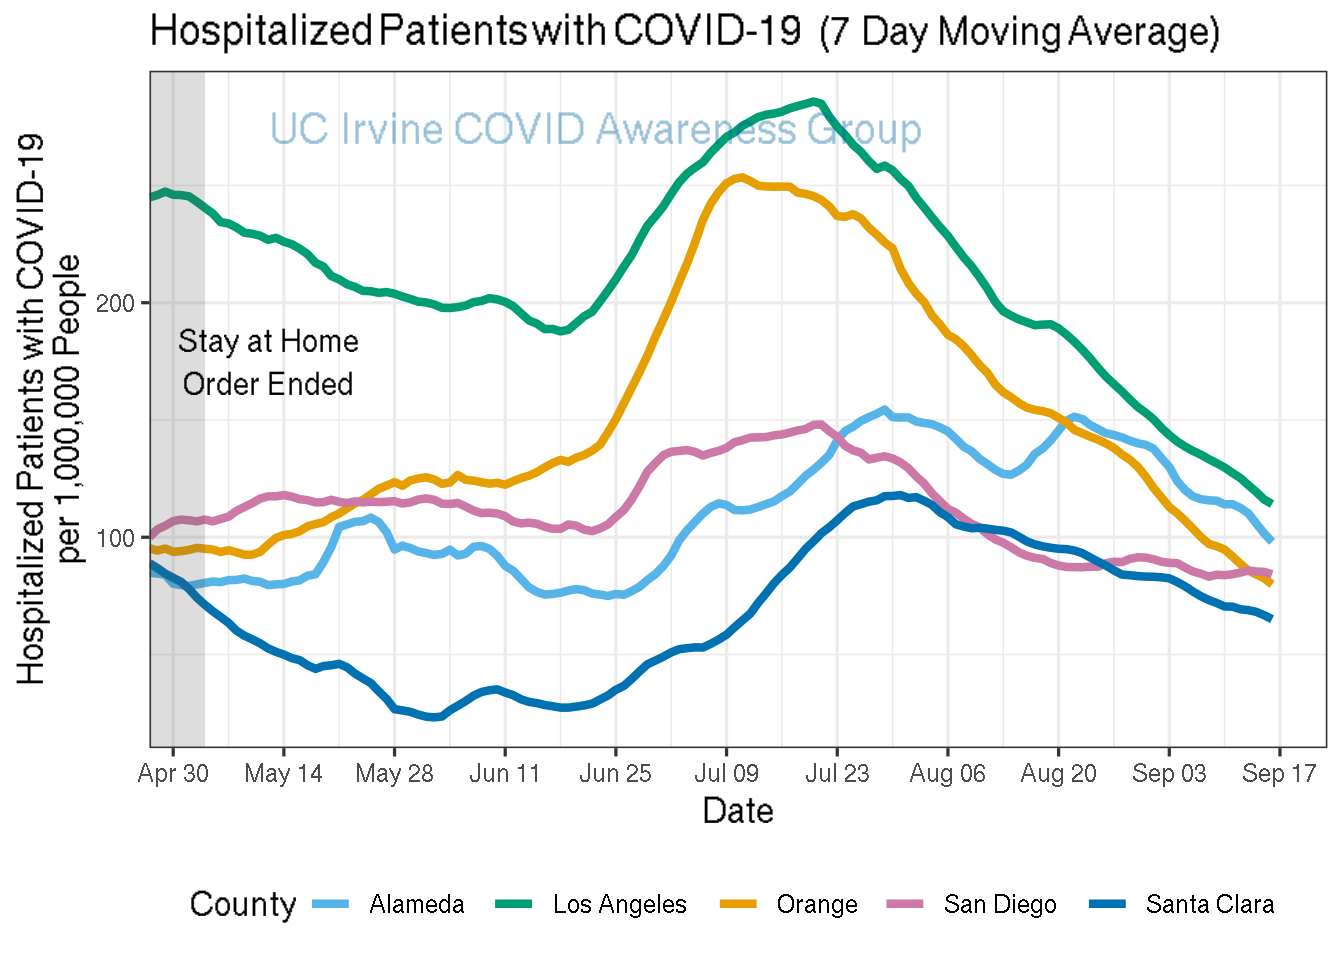 Hospitalized Patients with COVID-19 (7 Day Moving Average)
UC Irvine COVID Awareness Group
Hospitalized Patients with COVID-19
per 1,000,000 People
200
100
Stay at Home
Order Ended
Apr 30 May 14 May 28 Jun 11 Jun 25 Jul 09 Jul 23 Aug 06 Aug 20 Sep 03 Sep 17
Date
County Alameda Los Angeles Orange San Diego Santa Clara